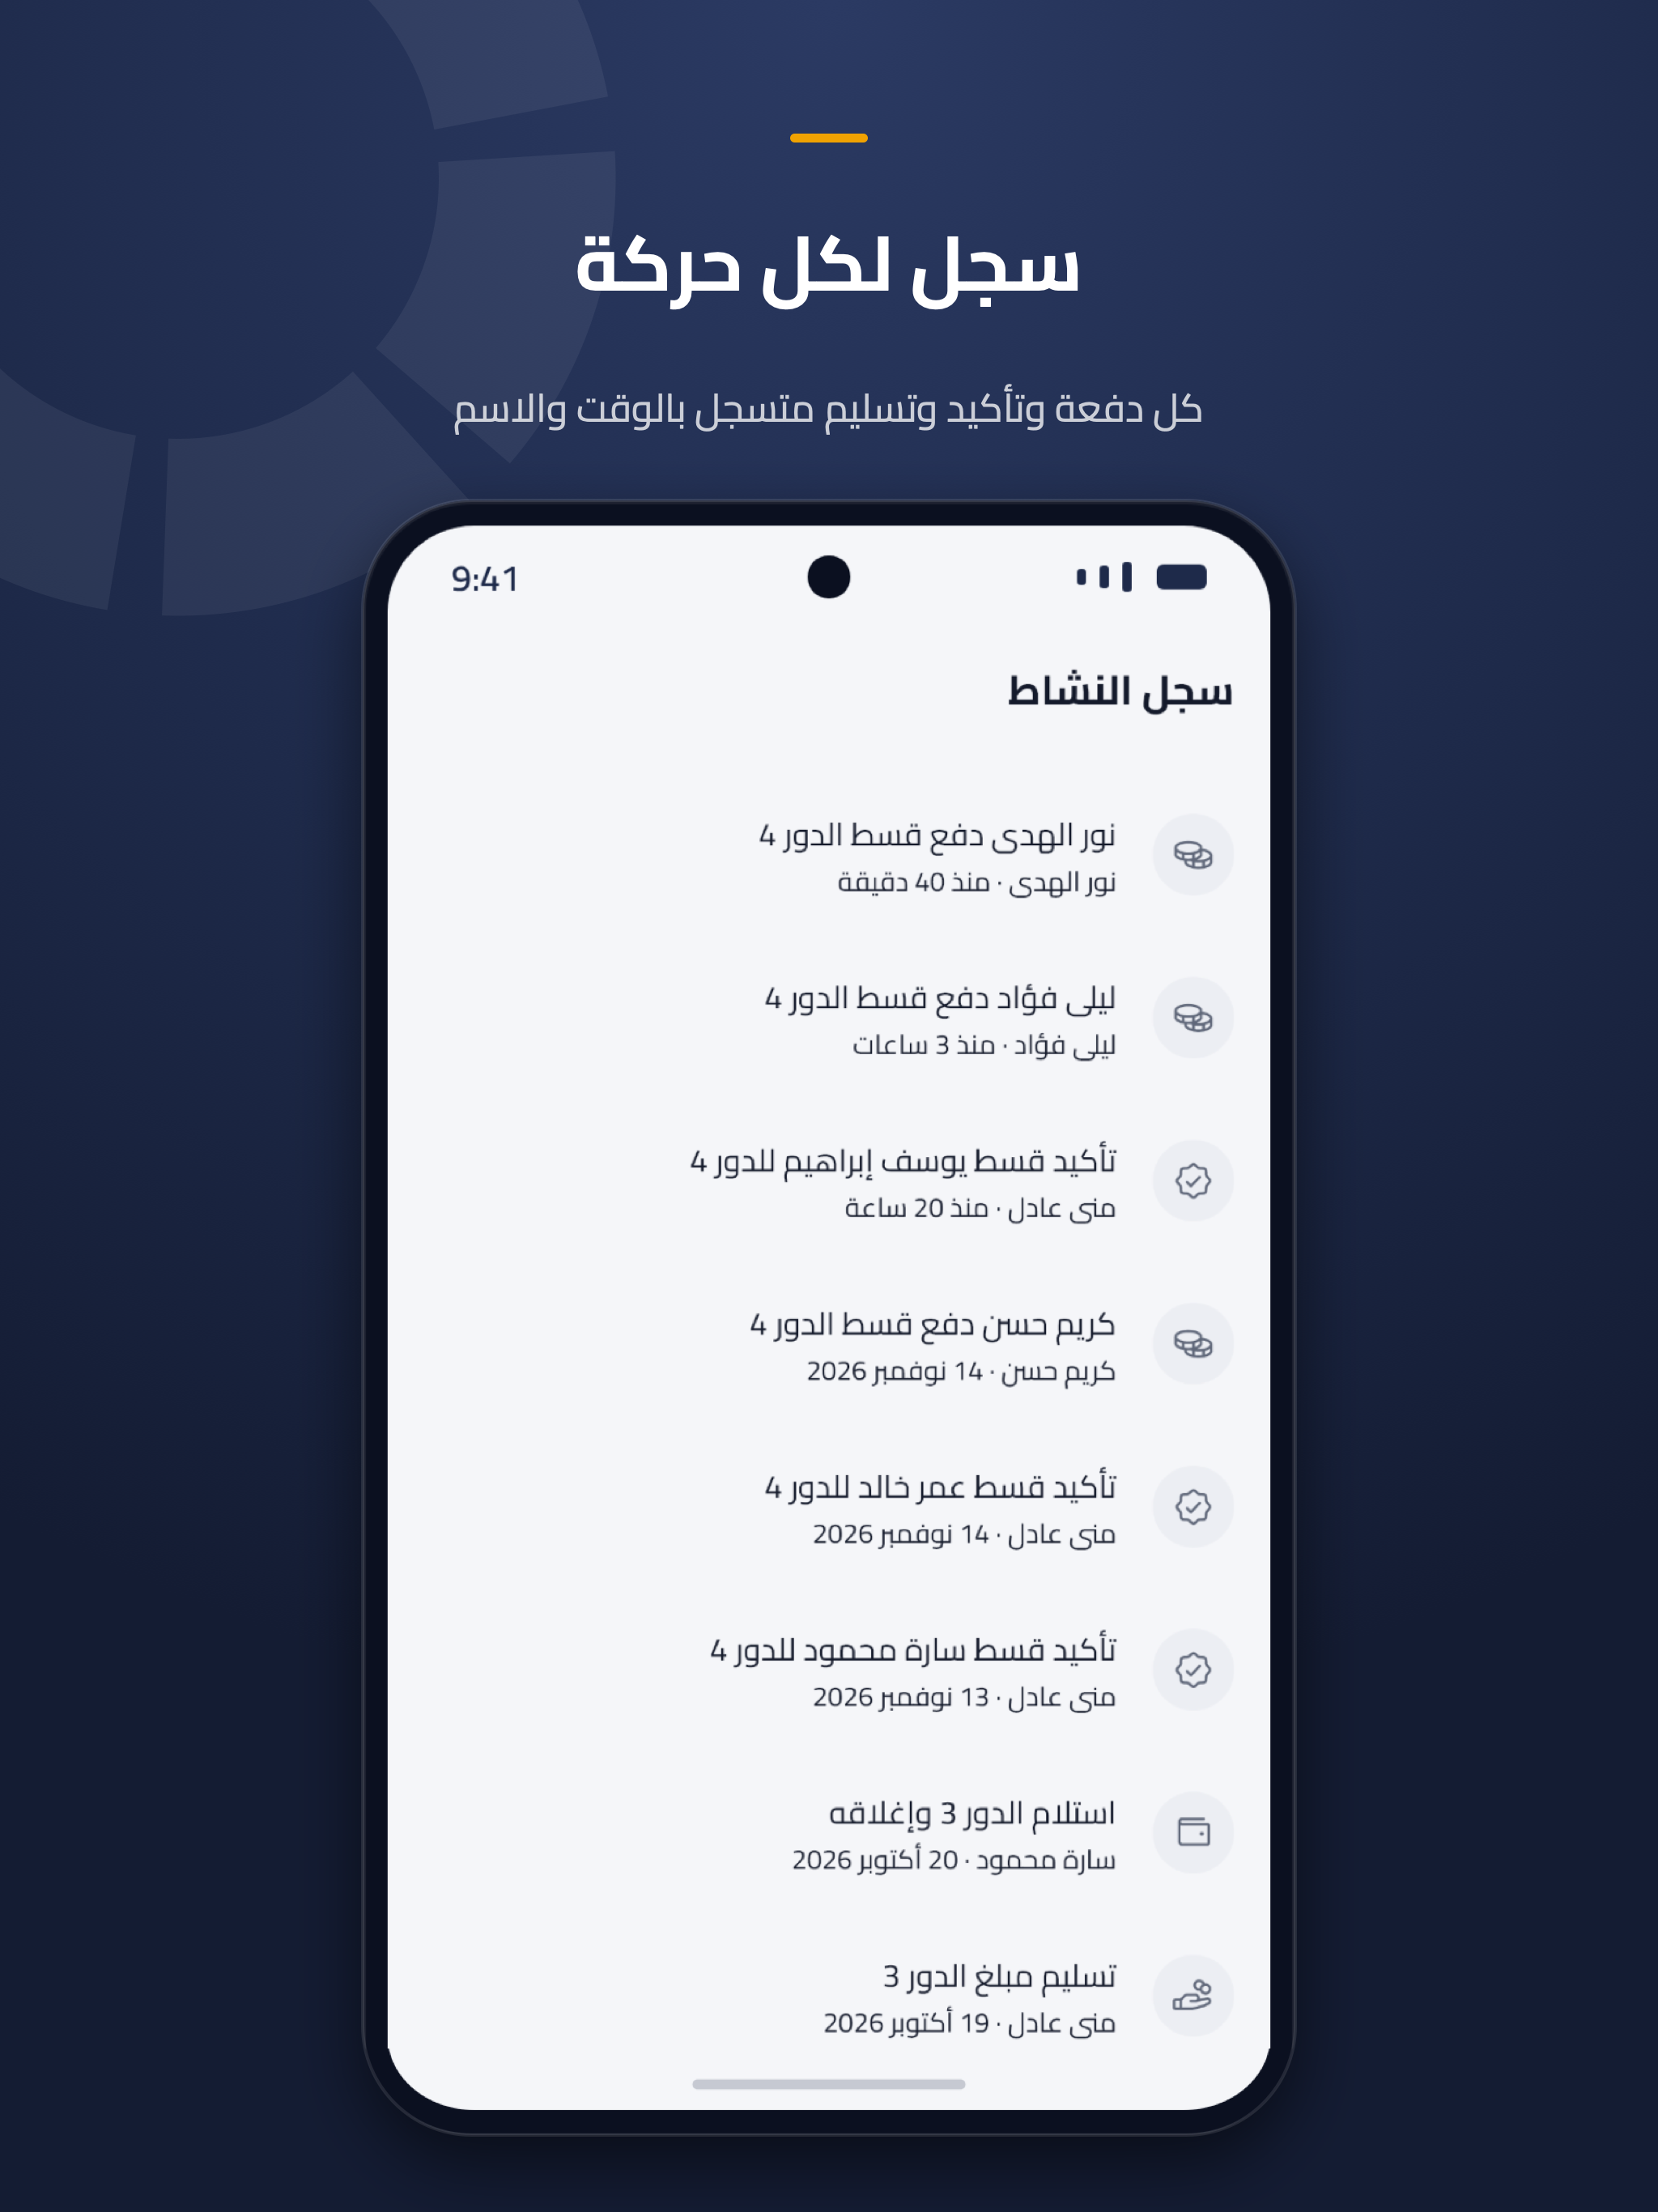 سجل لكل حركة
كل دفعة وتأكيد وتسليم متسجل بالوقت والاسم
9:41
سجل النشاط
نور الهدى دفع قسط الدور 4
نور الهدى · منذ 40 دقيقة
ليلى فؤاد دفع قسط الدور 4
ليلى فؤاد · منذ 3 ساعات
تأكيد قسط يوسف إبراهيم للدور 4
منى عادل · منذ 20 ساعة
كريم حسن دفع قسط الدور 4
كريم حسن · 14 نوفمبر 2026
تأكيد قسط عمر خالد للدور 4
منى عادل · 14 نوفمبر 2026
تأكيد قسط سارة محمود للدور 4
منى عادل · 13 نوفمبر 2026
استلام الدور 3 وإغلاقه
سارة محمود · 20 أكتوبر 2026
تسليم مبلغ الدور 3
منى عادل · 19 أكتوبر 2026